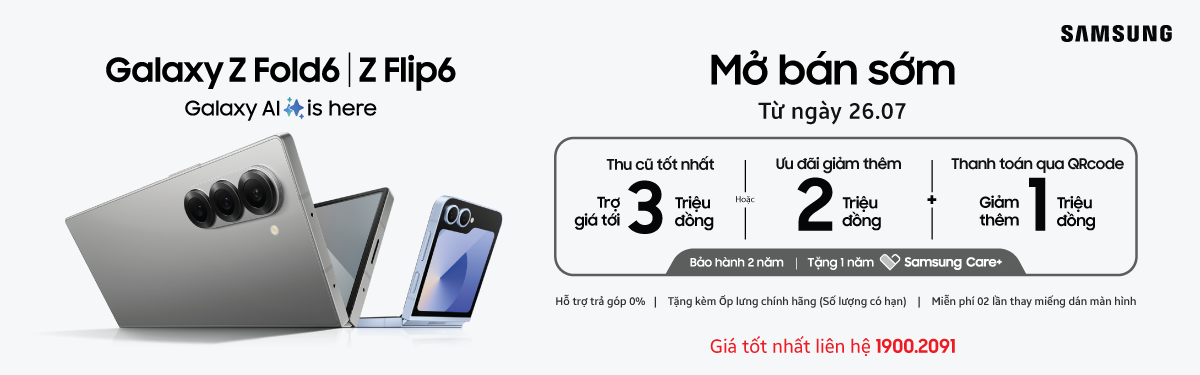 SAMSUNG
Galaxy Z Fold6 | Z Flip6
Galaxy AI is here
Mở bán sớm
Từ ngày 26.07
Thu cũ tốt nhất
Trợ giá tới 3 Triệu đồng
Hoặc
Ưu đãi giảm thêm
2 Triệu đồng
+
Thanh toán qua QRcode
Giảm thêm 1 Triệu đồng
Bảo hành 2 năm | Tặng 1 năm Samsung Care+
Hỗ trợ trả góp 0% | Tặng kèm Ốp lưng chính hãng (Số lượng có hạn) | Miễn phí 02 lần thay miếng dán màn hình
Giá tốt nhất liên hệ 1900.2091